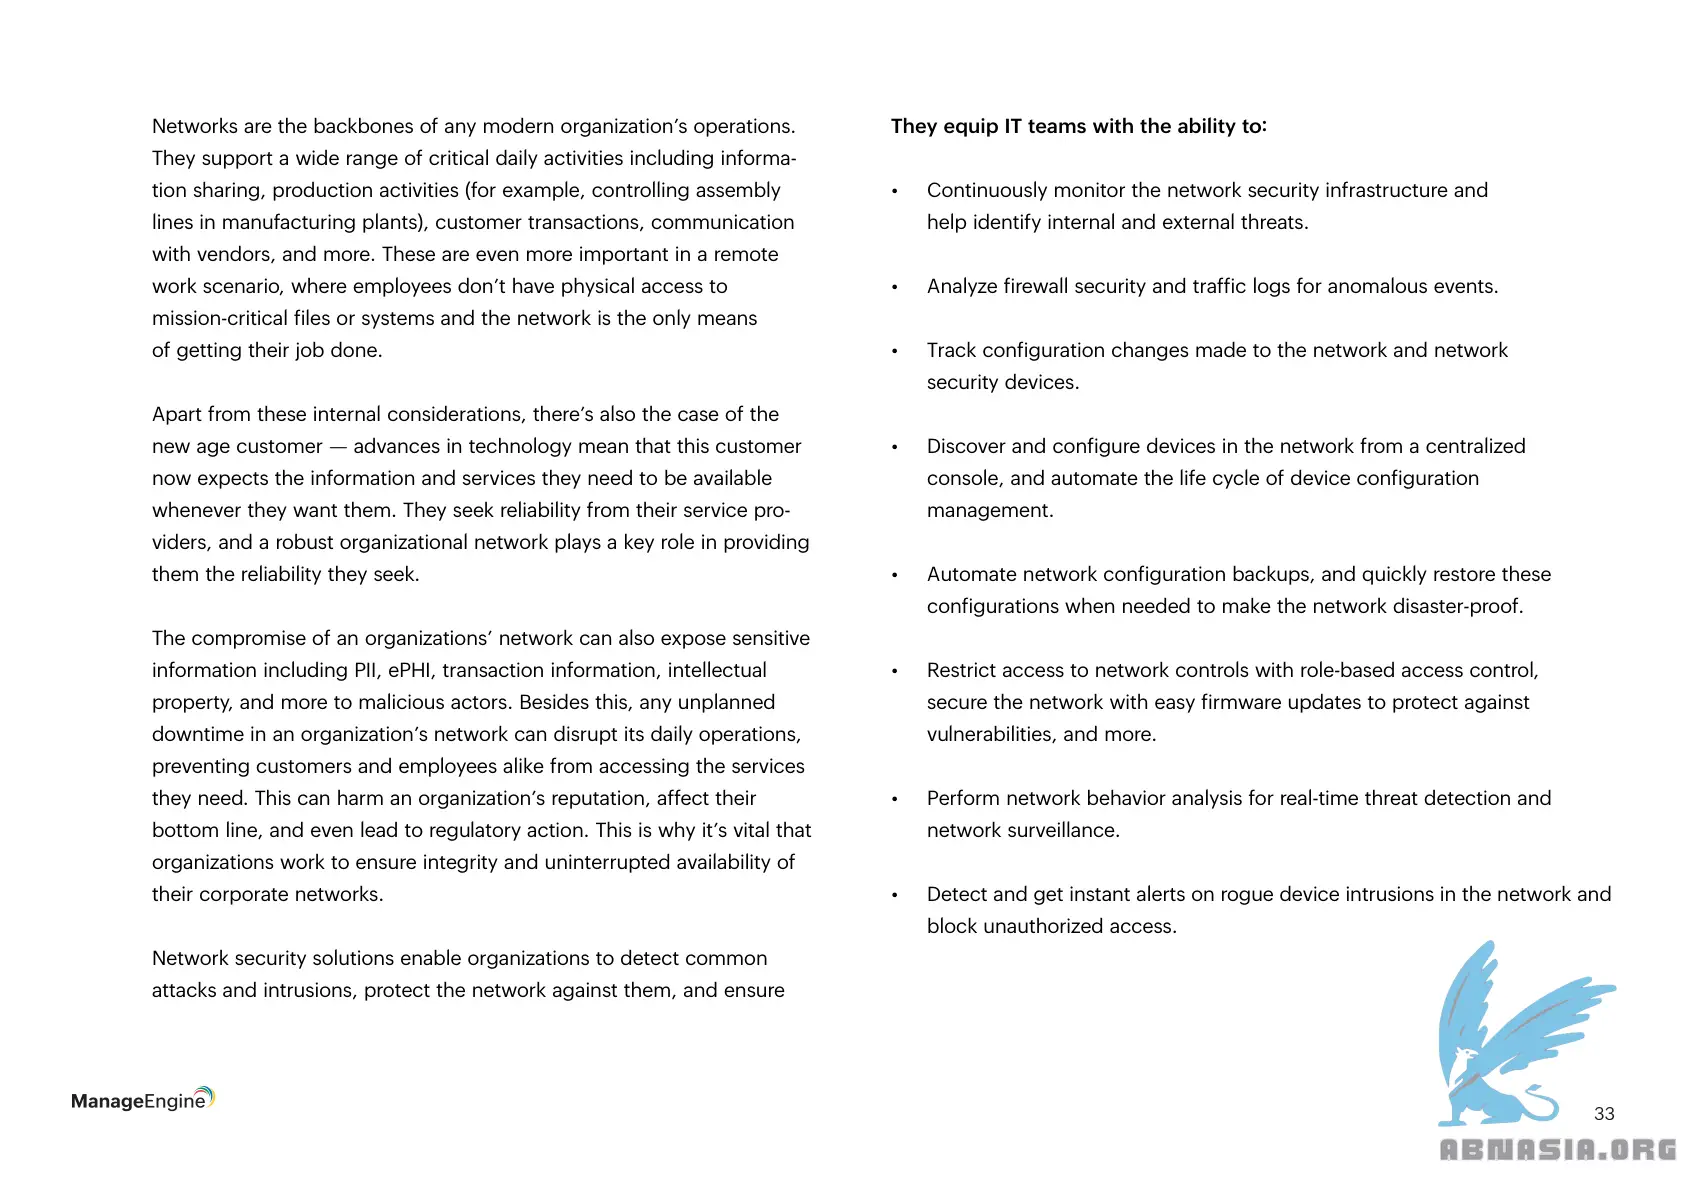 Networks are the backbones of any modern organization’s operations.
They support a wide range of critical daily activities including informa-
tion sharing, production activities (for example, controlling assembly
lines in manufacturing plants), customer transactions, communication
with vendors, and more. These are even more important in a remote
work scenario, where employees don’t have physical access to
mission-critical files or systems and the network is the only means
of getting their job done.
Apart from these internal considerations, there’s also the case of the
new age customer — advances in technology mean that this customer
now expects the information and services they need to be available
whenever they want them. They seek reliability from their service pro-
viders, and a robust organizational network plays a key role in providing
them the reliability they seek.
The compromise of an organizations’ network can also expose sensitive
information including PII, ePHI, transaction information, intellectual
property, and more to malicious actors. Besides this, any unplanned
downtime in an organization’s network can disrupt its daily operations,
preventing customers and employees alike from accessing the services
they need. This can harm an organization’s reputation, affect their
bottom line, and even lead to regulatory action. This is why it’s vital that
organizations work to ensure integrity and uninterrupted availability of
their corporate networks.
Network security solutions enable organizations to detect common
attacks and intrusions, protect the network against them, and ensure
They equip IT teams with the ability to:
• Continuously monitor the network security infrastructure and
help identify internal and external threats.
• Analyze firewall security and traffic logs for anomalous events.
• Track configuration changes made to the network and network
security devices.
• Discover and configure devices in the network from a centralized
console, and automate the life cycle of device configuration
management.
• Automate network configuration backups, and quickly restore these
configurations when needed to make the network disaster-proof.
• Restrict access to network controls with role-based access control,
secure the network with easy firmware updates to protect against
vulnerabilities, and more.
• Perform network behavior analysis for real-time threat detection and
network surveillance.
• Detect and get instant alerts on rogue device intrusions in the network and
block unauthorized access.
ManageEngine
33
ABNASIA.ORG